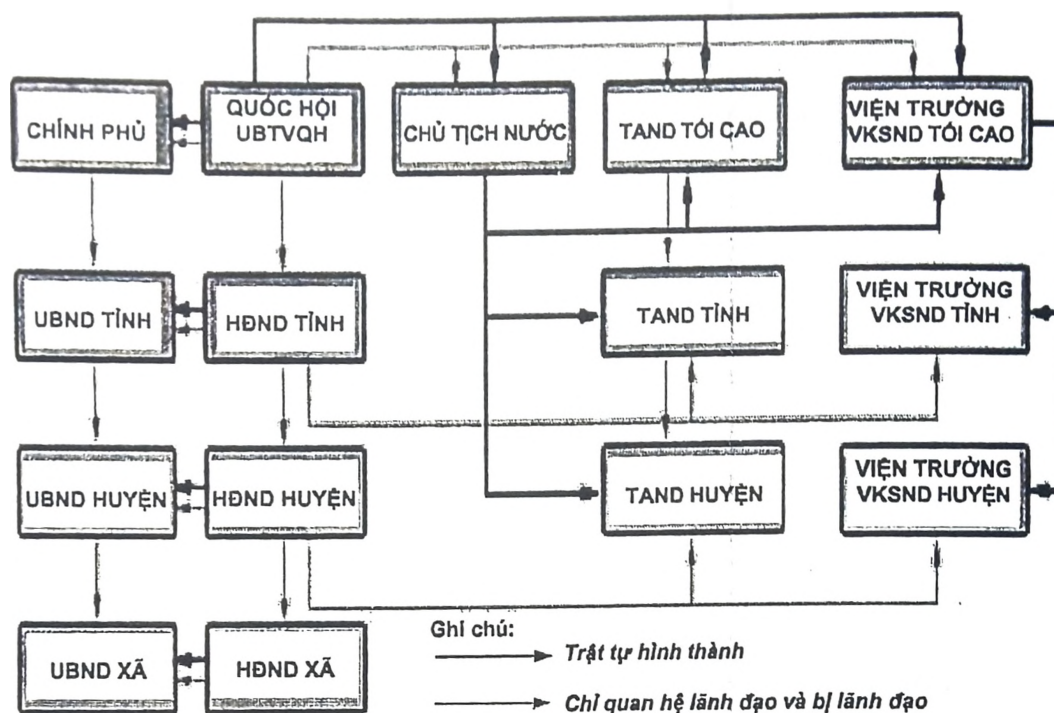 CHÍNH PHỦ
QUỐC HỘI
UBTVQH
CHỦ TỊCH NƯỚC
TAND TỐI CAO
VIỆN TRƯỞNG
VKSND TỐI CAO
UBND TỈNH
HĐND TỈNH
TAND TỈNH
VIỆN TRƯỞNG
VKSND TỈNH
UBND HUYỆN
HĐND HUYỆN
TAND HUYỆN
VIỆN TRƯỞNG
VKSND HUYỆN
UBND XÃ
HĐND XÃ
Ghi chú:
Trật tự hình thành
Chỉ quan hệ lãnh đạo và bị lãnh đạo